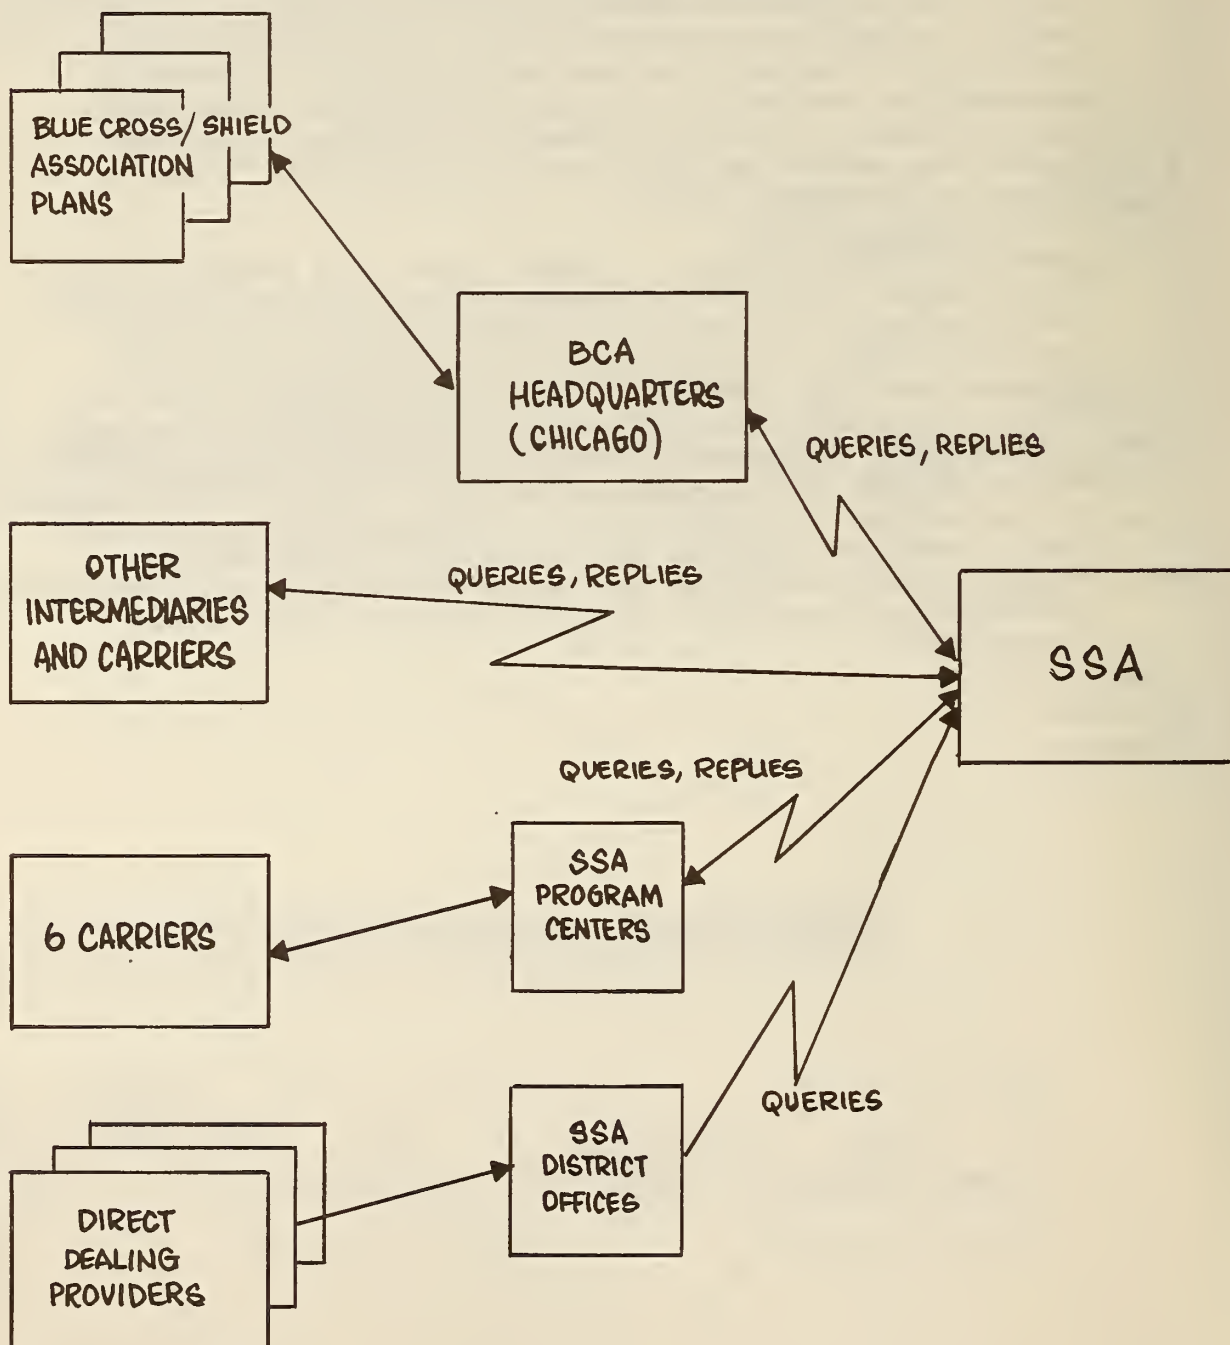 BLUE CROSS/SHIELD
ASSOCIATION
PLANS
BCA
HEADQUARTERS
(CHICAGO)
QUERIES, REPLIES
OTHER
INTERMEDIARIES
AND CARRIERS
QUERIES, REPLIES
SSA
QUERIES, REPLIES
6 CARRIERS
SSA
PROGRAM
CENTERS
QUERIES
SSA
DISTRICT
OFFICES
DIRECT
DEALING
PROVIDERS